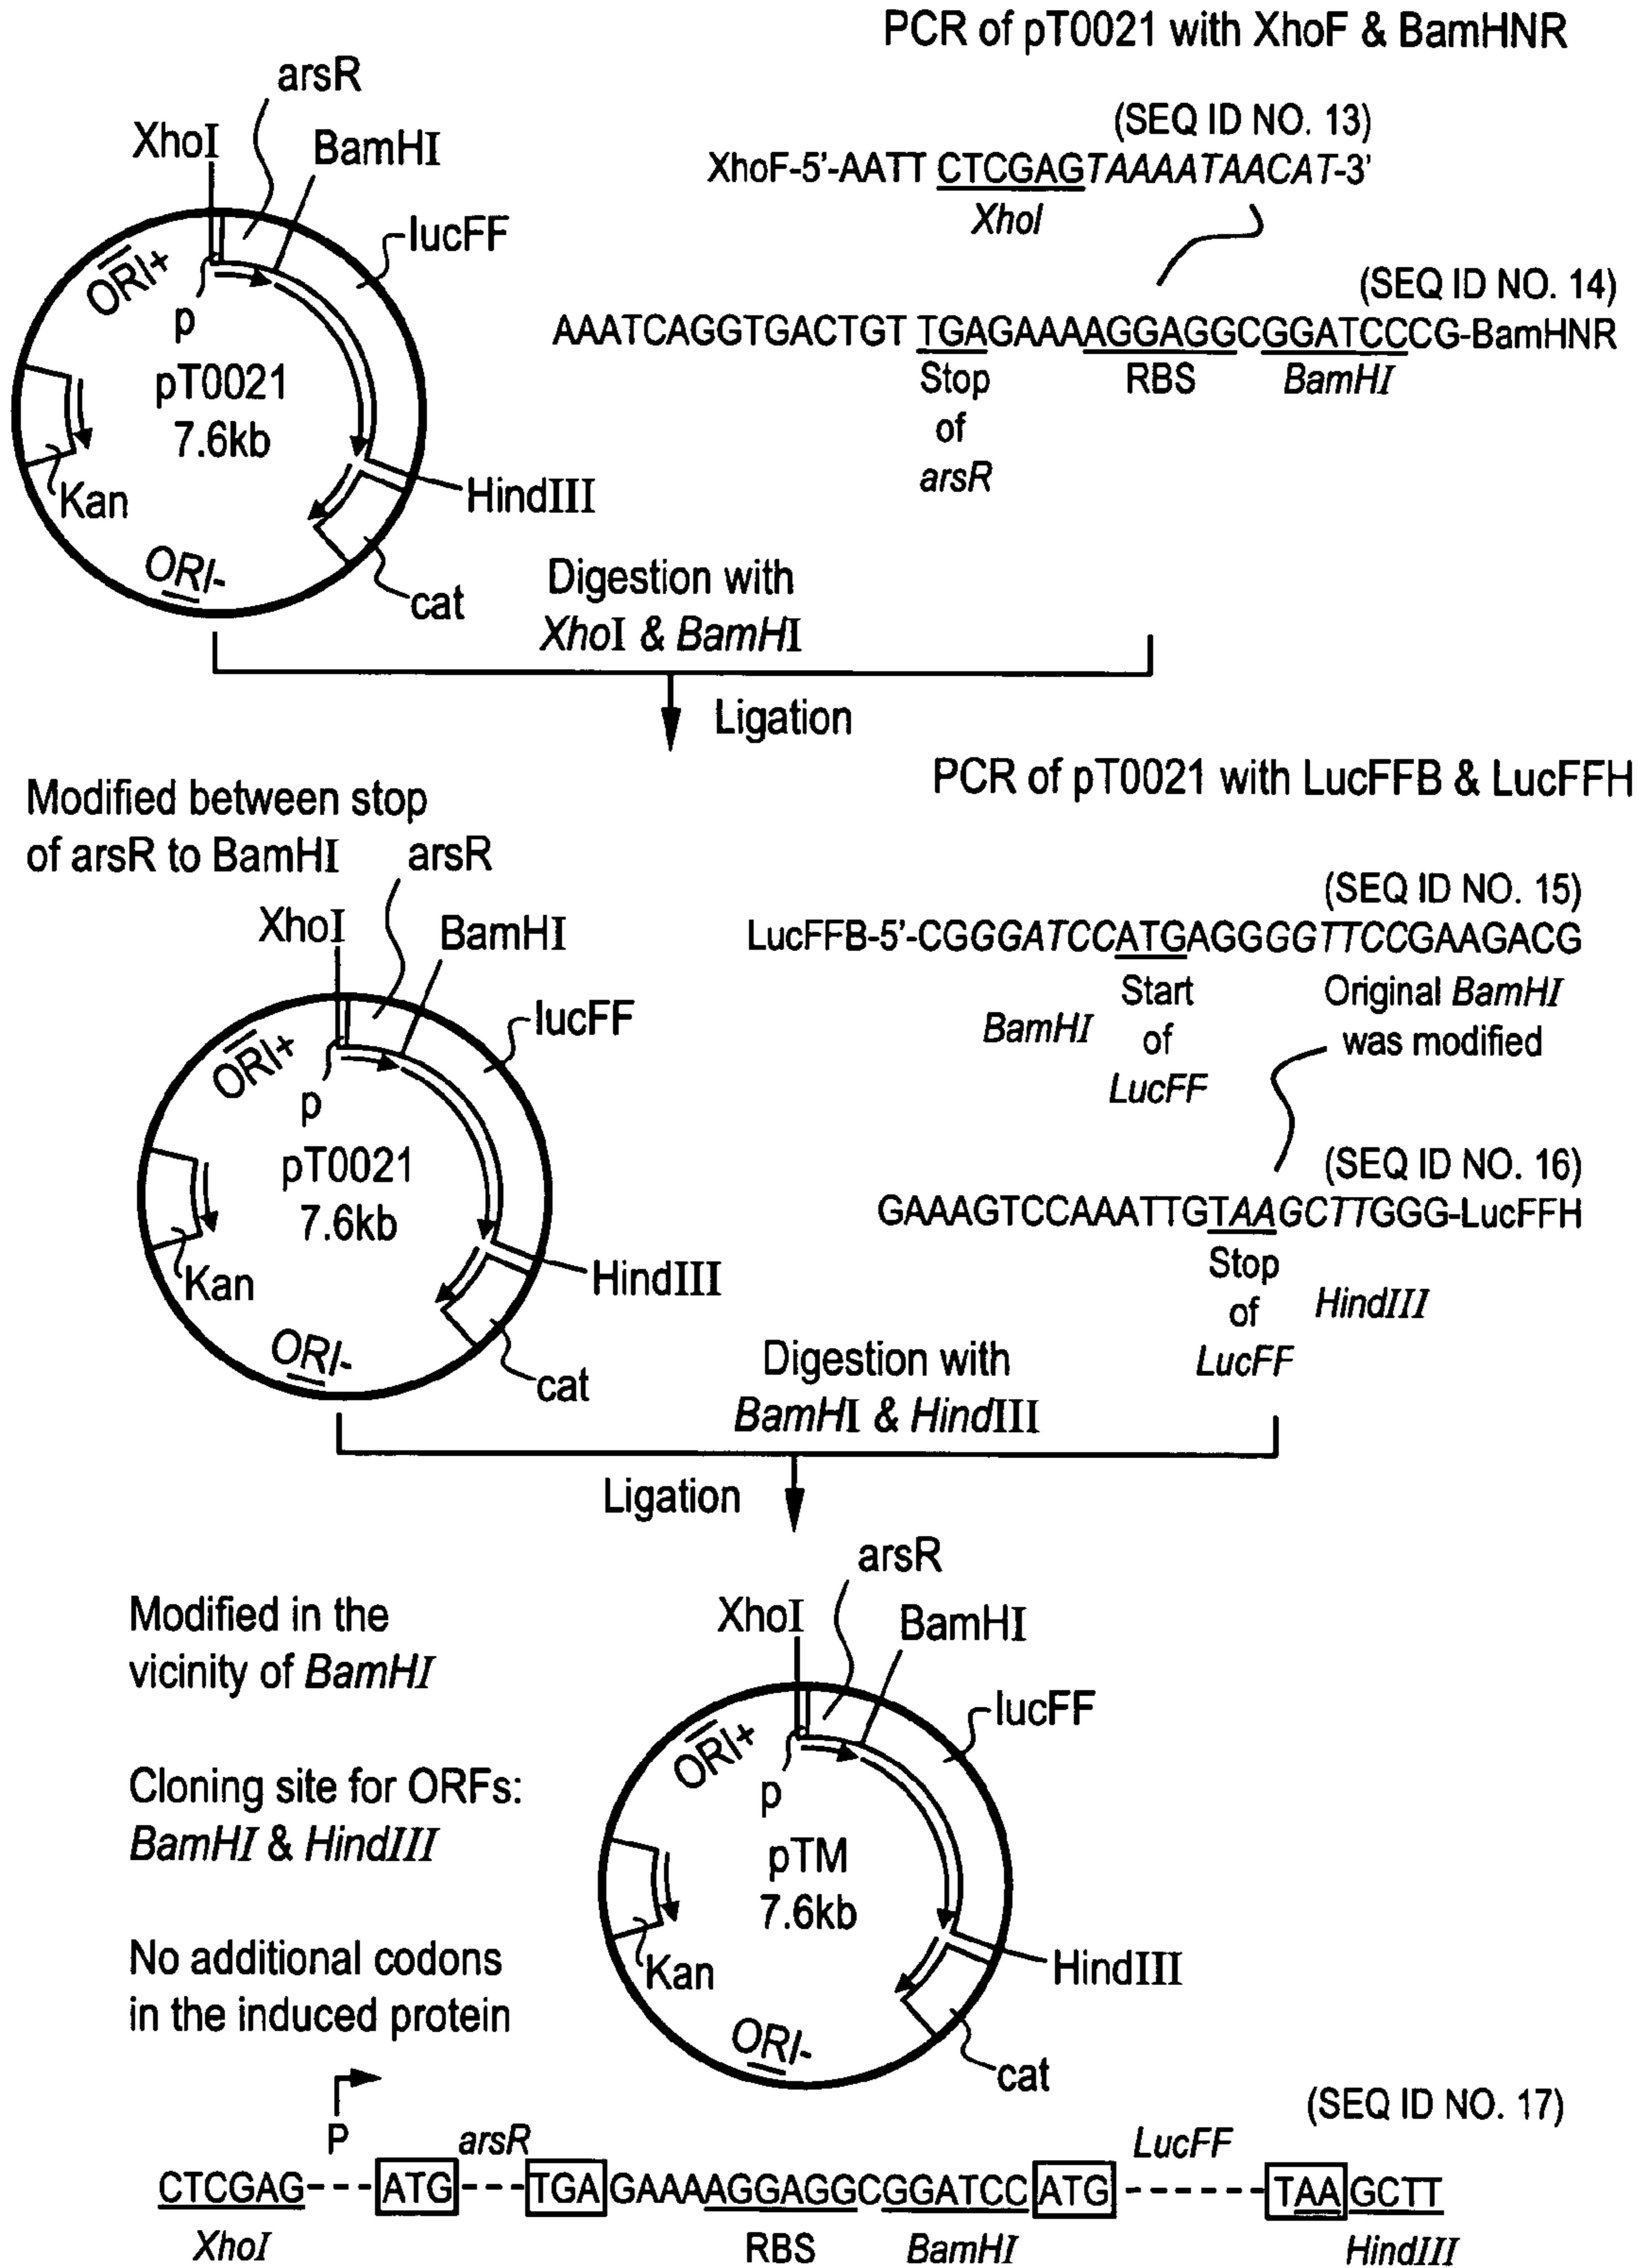 PCR of pT0021 with XhoF & BamHNR
arsR
XhoI
BamHI
(SEQ ID NO. 13)
XhoF-5'-AATT CTCGAGTAAAATAACAT-3'
XhoI
lucFF
ORI+
p
(SEQ ID NO. 14)
AAATCAGGTGACTGT TGAGAAAAGGAGGCGGATCCCG-BamHNR
Stop
of
arsR
RBS
BamHI
pT0021
7.6kb
Kan
HindIII
ORI-
cat
Digestion with
XhoI & BamHI
Ligation
PCR of pT0021 with LucFFB & LucFFH
Modified between stop
of arsR to BamHI
arsR
XhoI
BamHI
(SEQ ID NO. 15)
LucFFB-5'-CGGGATCCATGAGGGGTTCCGAAGACG
Start
of
LucFF
BamHI
Original BamHI
was modified
lucFF
ORI+
p
pT0021
7.6kb
(SEQ ID NO. 16)
GAAAGTCCAAATTGTAAGCTTGGG-LucFFH
Stop
of
LucFF
HindIII
Kan
HindIII
ORI-
cat
Digestion with
BamHI & HindIII
Ligation
arsR
XhoI
BamHI
Modified in the
vicinity of BamHI
lucFF
ORI+
p
Cloning site for ORFs:
BamHI & HindIII
pTM
7.6kb
Kan
HindIII
No additional codons
in the induced protein
ORI-
cat
(SEQ ID NO. 17)
P
arsR
LucFF
CTCGAG---ATG---TGAGAAAAGGAGGCGGATCCATG------TAAGCTT
XhoI
RBS
BamHI
HindIII